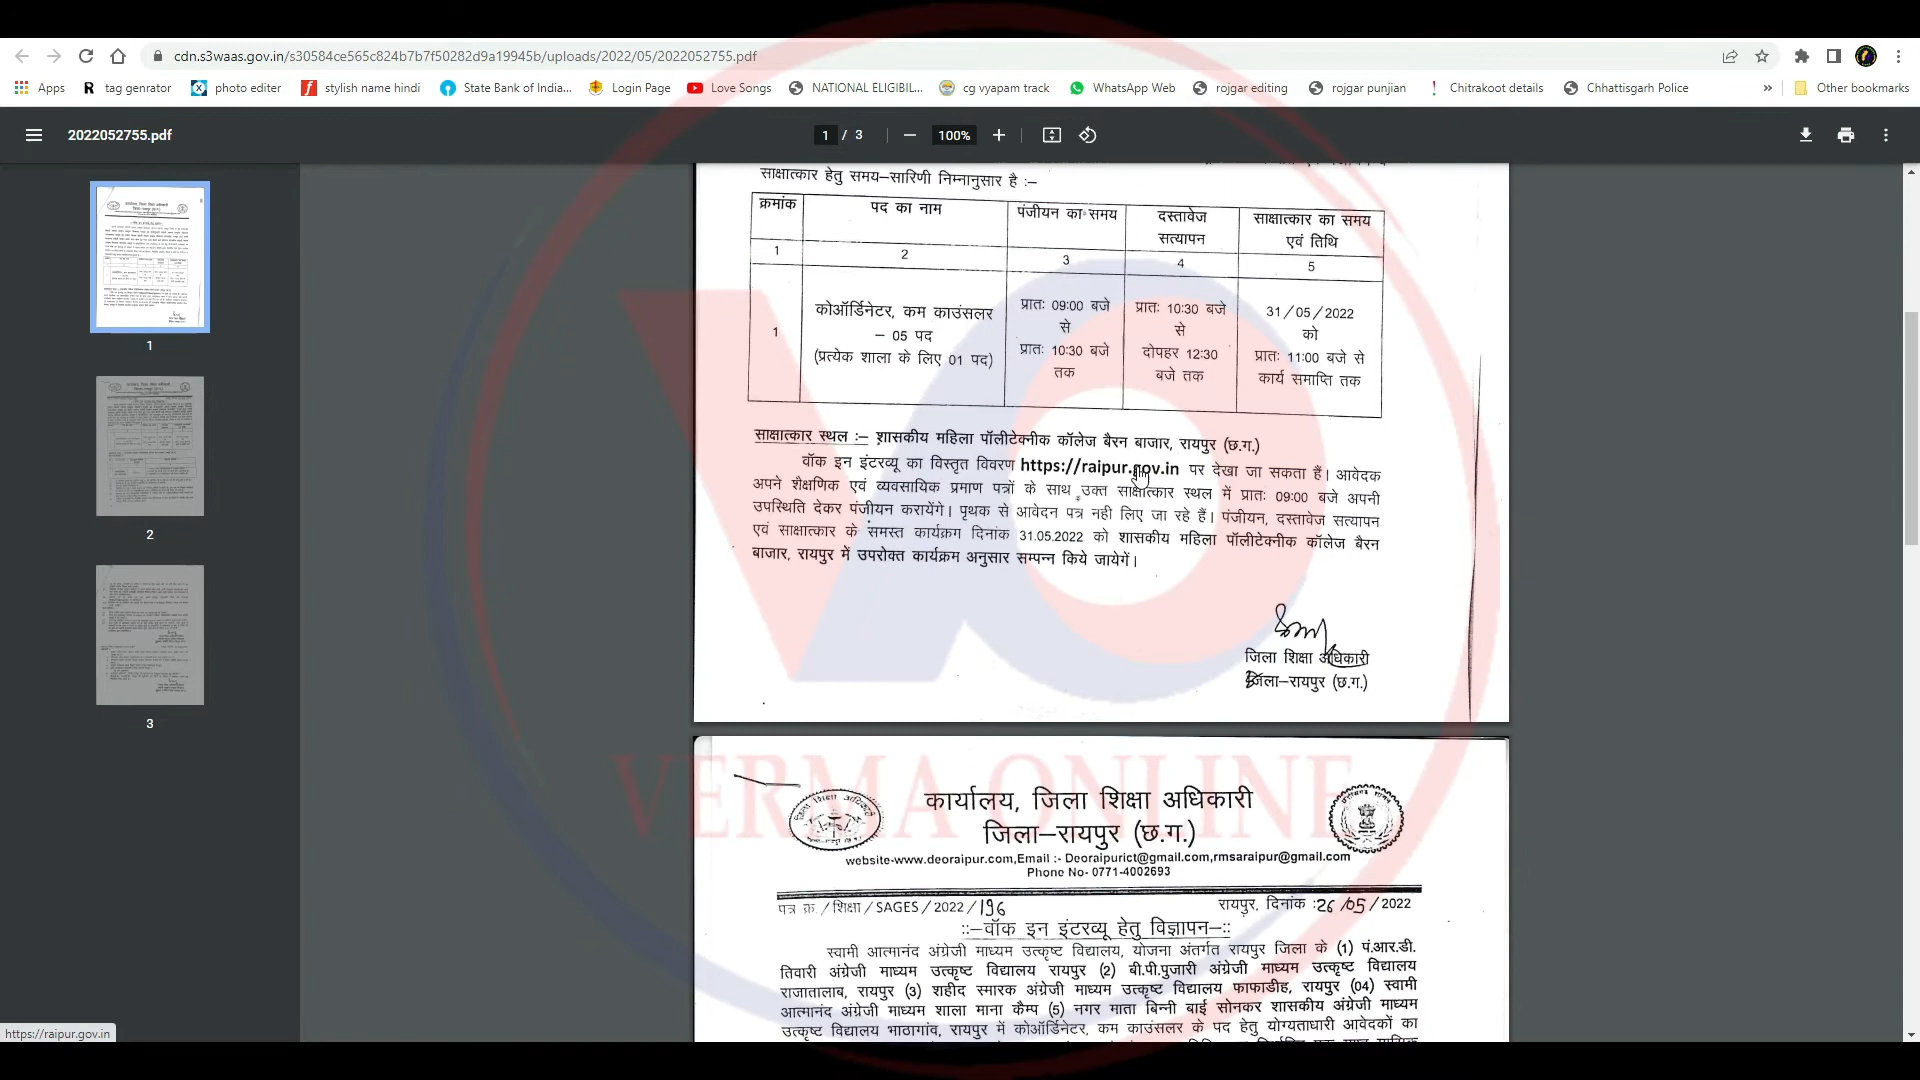 cdn.s3waas.gov.in/s30584ce565c824b7b7f50282d9a19945b/uploads/2022/05/2022052755.pdf
Apps tag genrator photo editer stylish name hindi State Bank of India... Login Page Love Songs NATIONAL ELIGIBIL... cg vyapam track WhatsApp Web rojgar editing rojgar punjian Chitrakoot details Chhattisgarh Police » Other bookmarks
2022052755.pdf 1 / 3 100%
साक्षात्कार हेतु समय–सारिणी निम्नानुसार है :–
क्रमांक पद का नाम पंजीयन का समय दस्तावेज सत्यापन साक्षात्कार का समय एवं तिथि
1 2 3 4 5
1 कोऑर्डिनेटर, कम काउंसलर – 05 पद (प्रत्येक शाला के लिए 01 पद) प्रातः 09:00 बजे से प्रातः 10:30 बजे तक प्रातः 10:30 बजे से दोपहर 12:30 बजे तक 31/05/2022 को प्रातः 11:00 बजे से कार्य समाप्ति तक
साक्षात्कार स्थल :– शासकीय महिला पॉलीटेक्नीक कॉलेज बैरन बाजार, रायपुर (छ.ग.)
वॉक इन इंटरव्यू का विस्तृत विवरण https://raipur.gov.in पर देखा जा सकता हैं। आवेदक
अपने शैक्षणिक एवं व्यवसायिक प्रमाण पत्रों के साथ उक्त साक्षात्कार स्थल में प्रातः 09:00 बजे अपनी
उपस्थिति देकर पंजीयन करायेंगे। पृथक से आवेदन पत्र नही लिए जा रहे हैं। पंजीयन, दस्तावेज सत्यापन
एवं साक्षात्कार के समस्त कार्यक्रम दिनांक 31.05.2022 को शासकीय महिला पॉलीटेक्नीक कॉलेज बैरन
बाजार, रायपुर में उपरोक्त कार्यक्रम अनुसार सम्पन्न किये जायेगें।
जिला शिक्षा अधिकारी
जिला–रायपुर (छ.ग.)
1
2
3
VERMA ONLINE
कार्यालय, जिला शिक्षा अधिकारी
जिला–रायपुर (छ.ग.)
website-www.deoraipur.com,Email :- Deoraipurict@gmail.com,rmsaraipur@gmail.com
Phone No- 0771-4002693
पत्र क्र./शिक्षा/SAGES/2022/196 रायपुर, दिनांक :26/05/2022
::–वॉक इन इंटरव्यू हेतु विज्ञापन–::
स्वामी आत्मानंद अंग्रेजी माध्यम उत्कृष्ट विद्यालय, योजना अंतर्गत रायपुर जिला के (1) पं.आर.डी.
तिवारी अंग्रेजी माध्यम उत्कृष्ट विद्यालय रायपुर (2) बी.पी.पुजारी अंग्रेजी माध्यम उत्कृष्ट विद्यालय
राजातालाब, रायपुर (3) शहीद स्मारक अंग्रेजी माध्यम उत्कृष्ट विद्यालय फाफाडीह, रायपुर (04) स्वामी
आत्मानंद अंग्रेजी माध्यम शाला माना कैम्प (5) नगर माता बिन्नी बाई सोनकर शासकीय अंग्रेजी माध्यम
उत्कृष्ट विद्यालय भाठागांव, रायपुर में कोऑर्डिनेटर, कम काउंसलर के पद हेतु योग्यताधारी आवेदकों का
https://raipur.gov.in